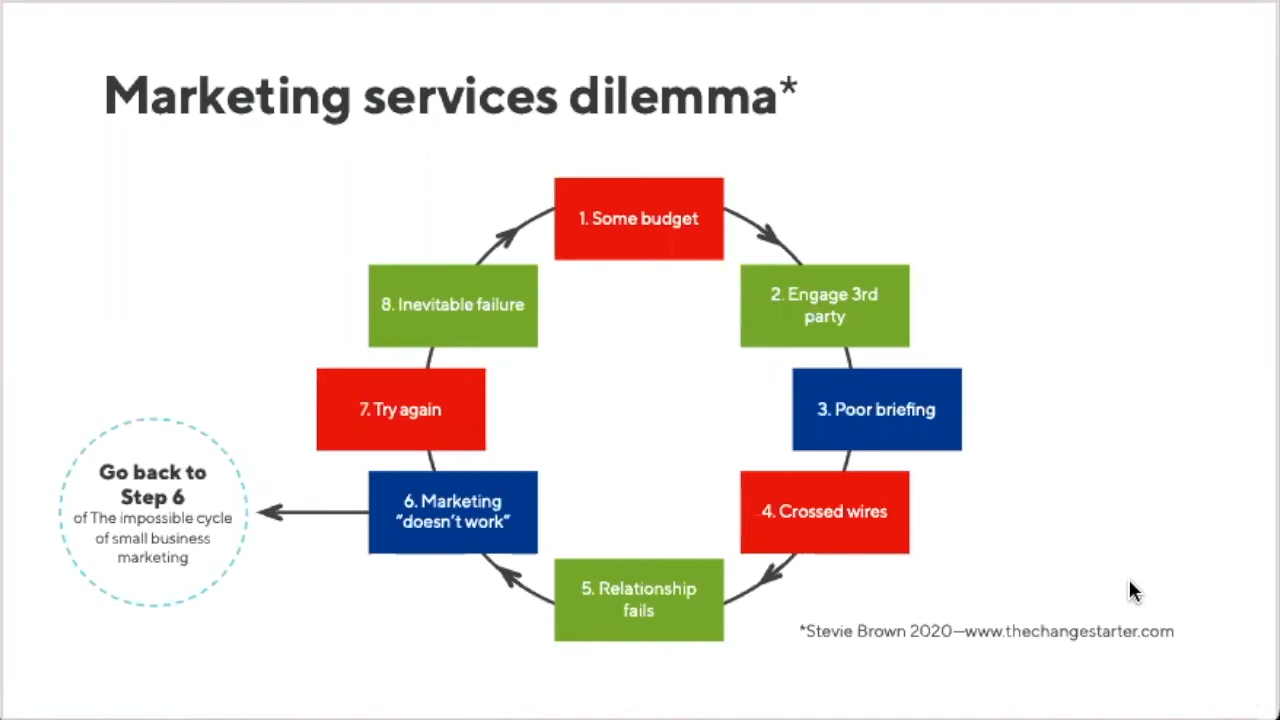 Marketing services dilemma*
1. Some budget
2. Engage 3rd
party
3. Poor briefing
4. Crossed wires
5. Relationship
fails
6. Marketing
“doesn’t work”
7. Try again
8. Inevitable failure
Go back to
Step 6
of The impossible cycle
of small business
marketing
*Stevie Brown 2020—www.thechangestarter.com